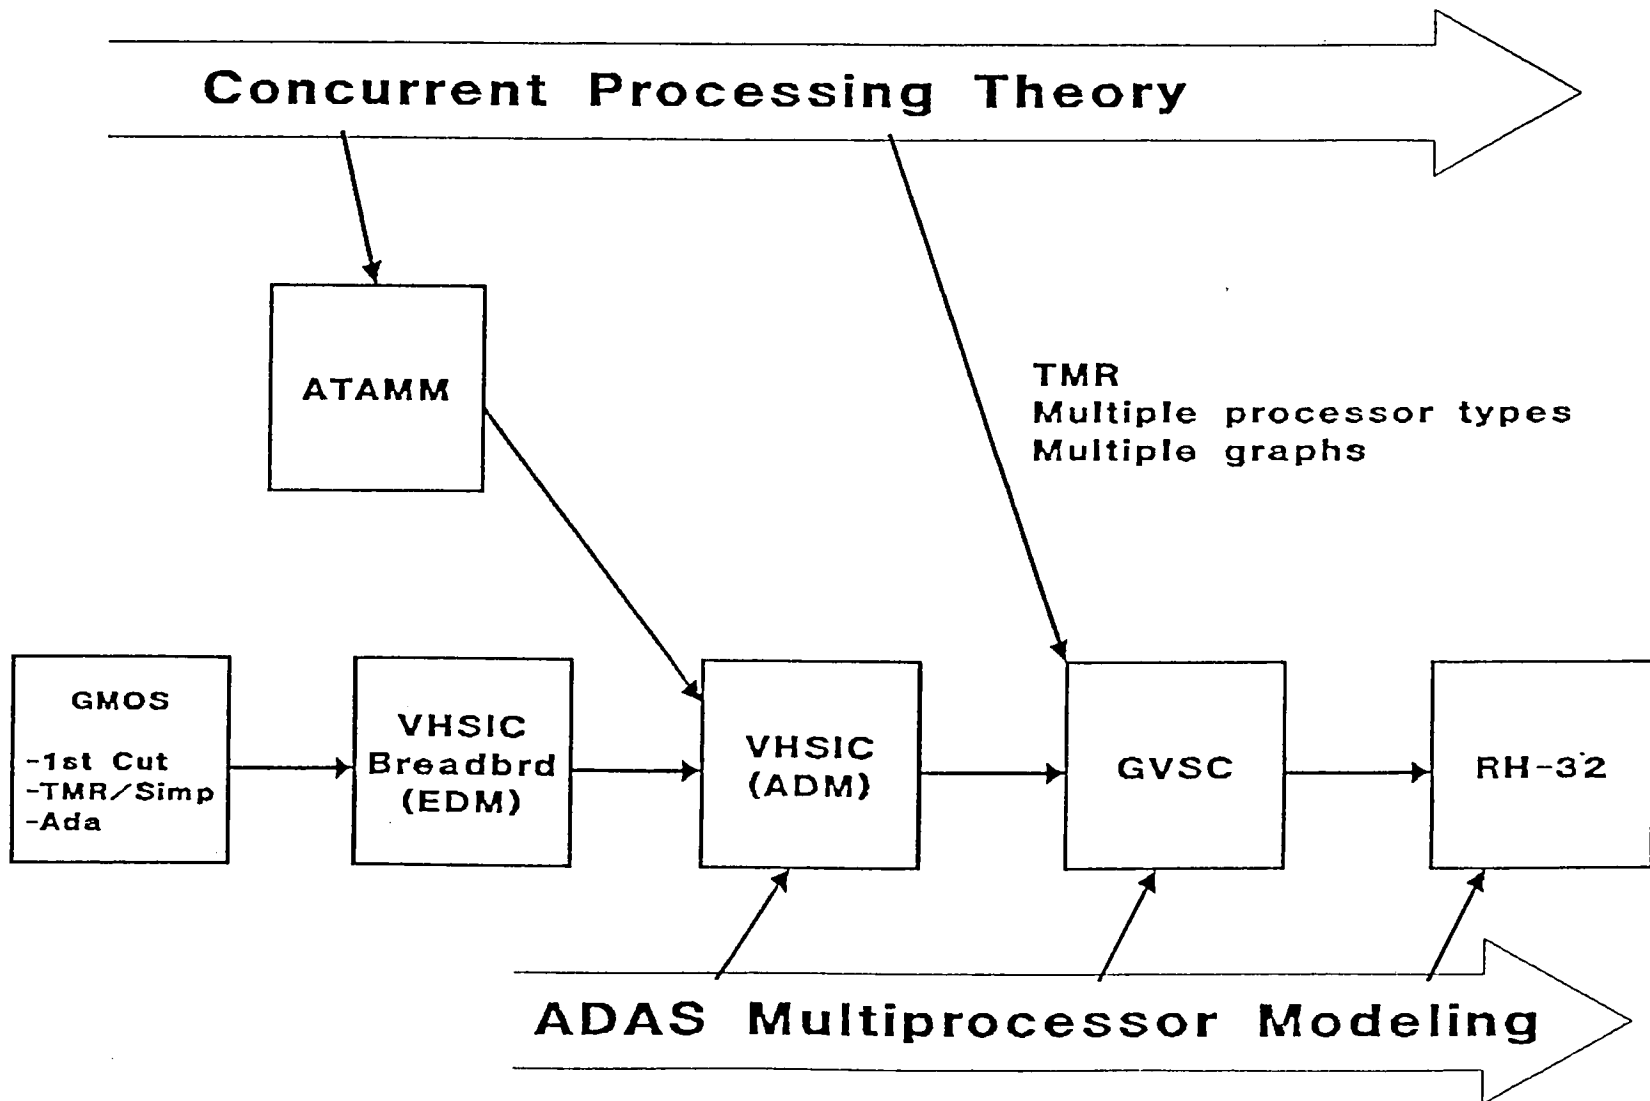 Concurrent Processing Theory
ATAMM
TMR
Multiple processor types
Multiple graphs
GMOS
-1st Cut
-TMR/Simp
-Ada
VHSIC
Breadbrd
(EDM)
VHSIC
(ADM)
GVSC
RH-32
ADAS Multiprocessor Modeling